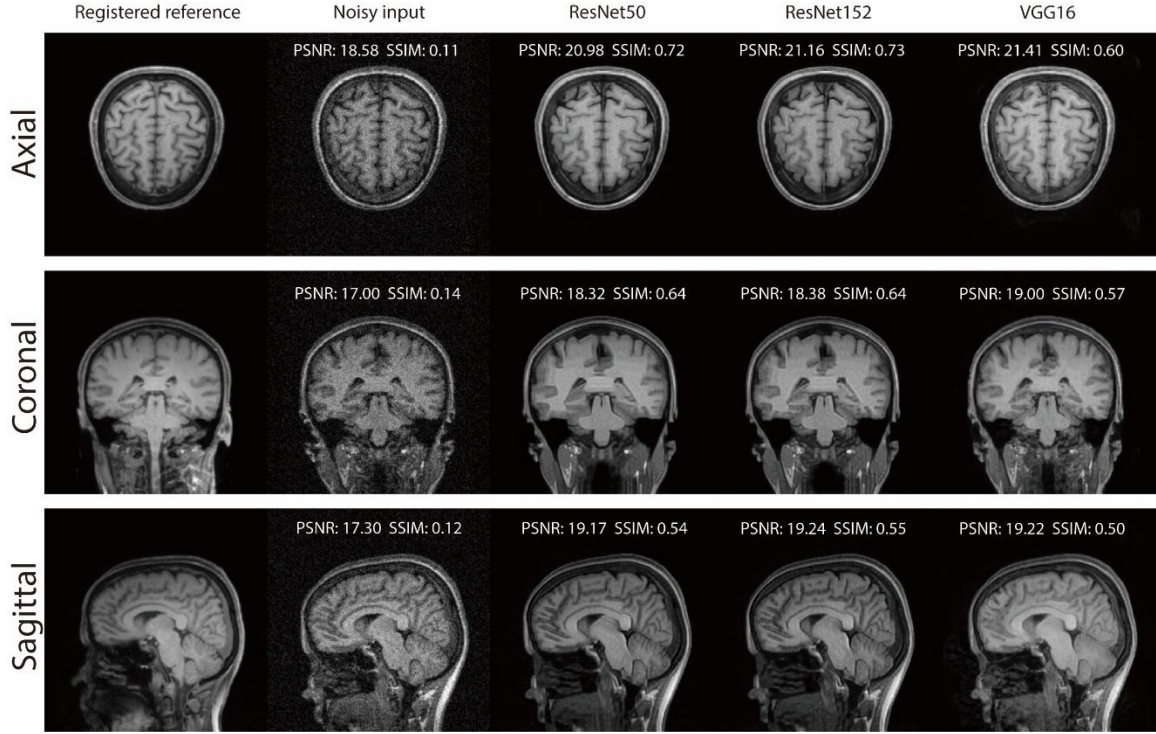 Registered reference Noisy input ResNet50 ResNet152 VGG16
Axial
PSNR: 18.58 SSIM: 0.11 PSNR: 20.98 SSIM: 0.72 PSNR: 21.16 SSIM: 0.73 PSNR: 21.41 SSIM: 0.60
Coronal
PSNR: 17.00 SSIM: 0.14 PSNR: 18.32 SSIM: 0.64 PSNR: 18.38 SSIM: 0.64 PSNR: 19.00 SSIM: 0.57
Sagittal
PSNR: 17.30 SSIM: 0.12 PSNR: 19.17 SSIM: 0.54 PSNR: 19.24 SSIM: 0.55 PSNR: 19.22 SSIM: 0.50